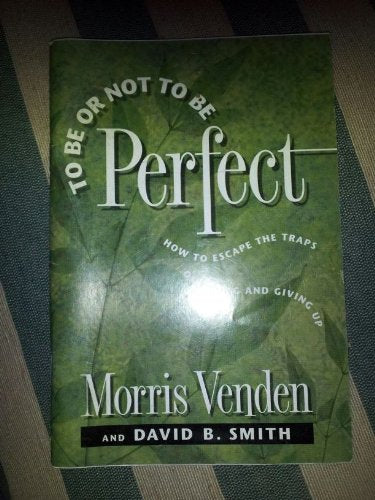 TO BE OR NOT TO BE
Perfect
HOW TO ESCAPE THE TRAPS
AND GIVING UP
Morris Venden
AND DAVID B. SMITH